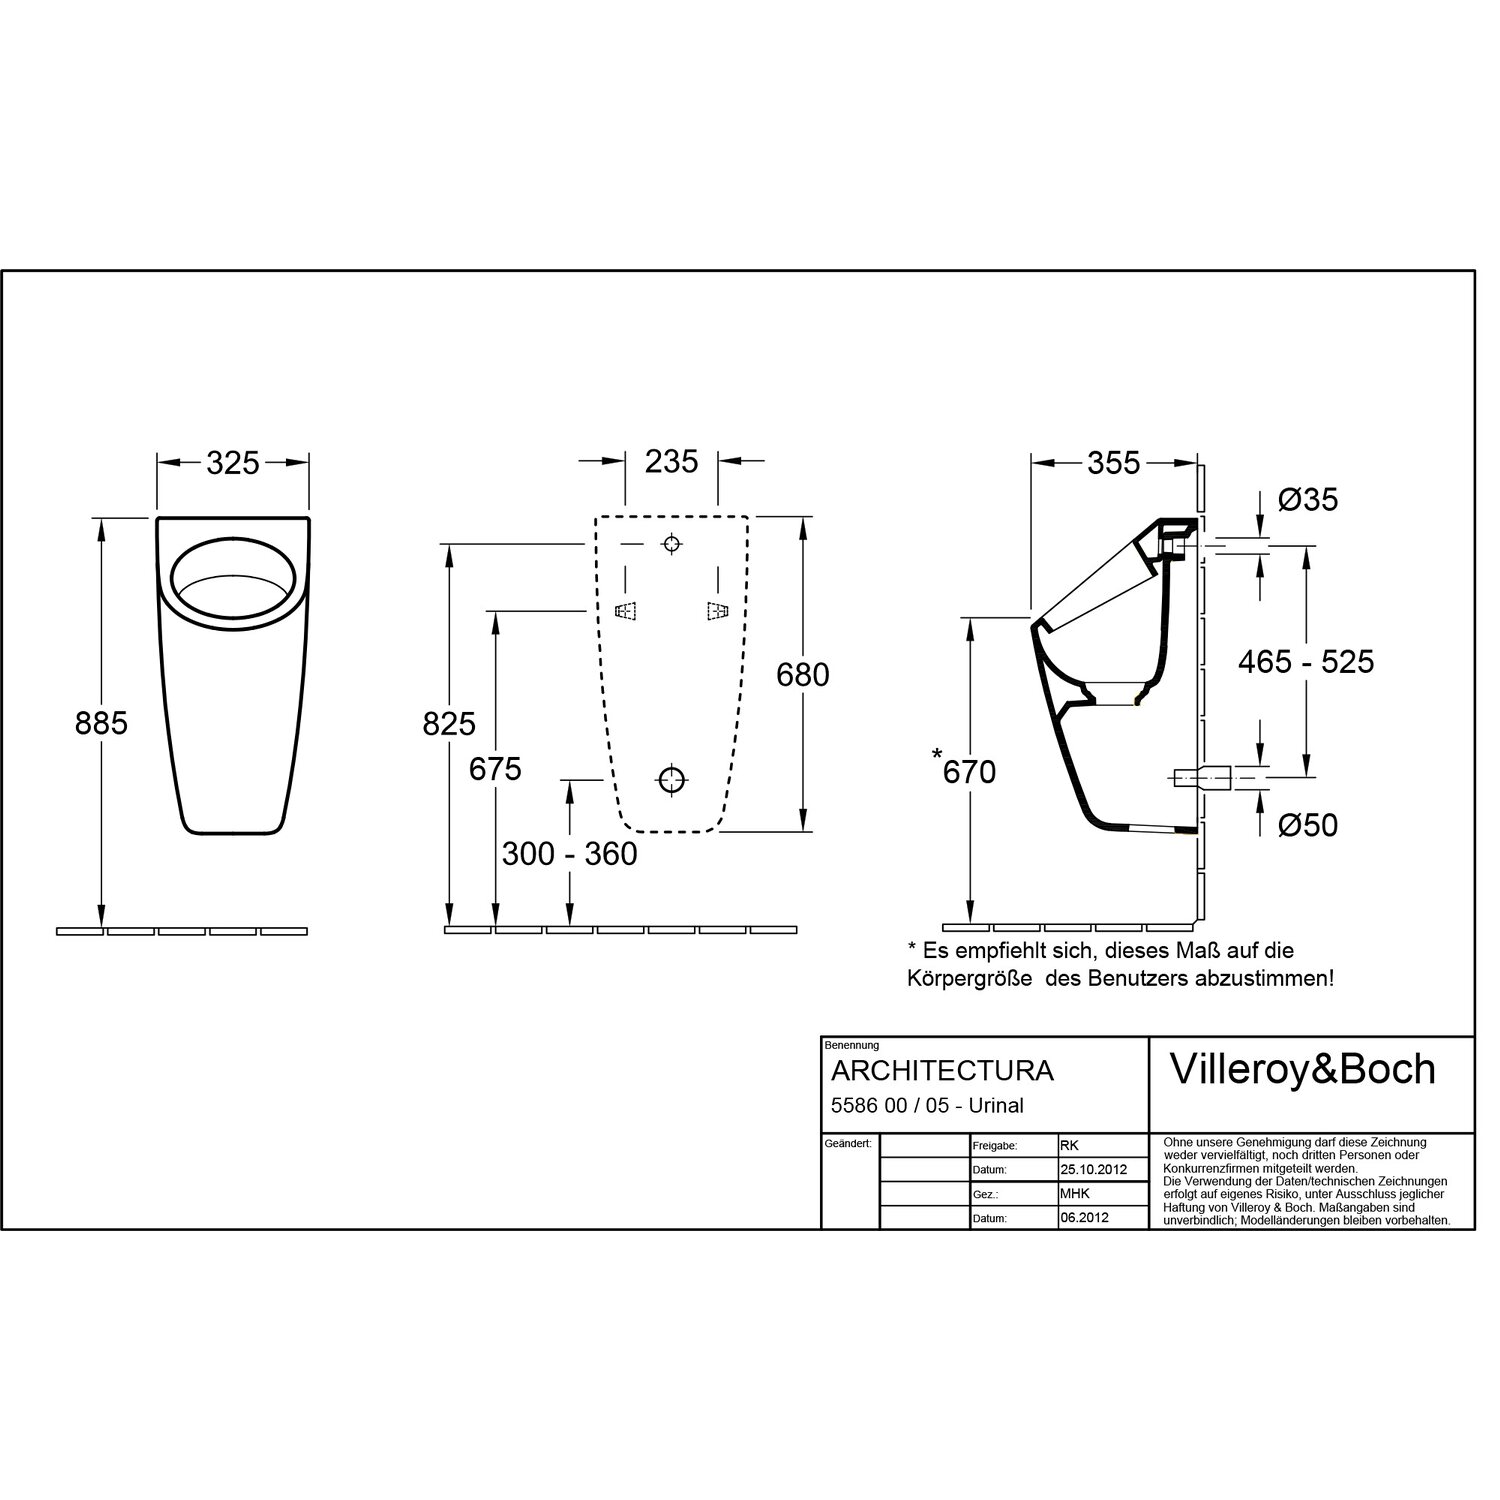 325
235
355
Ø35
885
825
675
680
465 - 525
*670
300 - 360
Ø50
* Es empfiehlt sich, dieses Maß auf die
Körpergröße des Benutzers abzustimmen!
Benennung
ARCHITECTURA
5586 00 / 05 - Urinal
Villeroy&Boch
Geändert:
Freigabe: RK
Datum: 25.10.2012
Gez.: MHK
Datum: 06.2012
Ohne unsere Genehmigung darf diese Zeichnung
weder vervielfältigt, noch dritten Personen oder
Konkurrenzfirmen mitgeteilt werden.
Die Verwendung der Daten/technischen Zeichnungen
erfolgt auf eigenes Risiko, unter Ausschluss jeglicher
Haftung von Villeroy & Boch. Maßangaben sind
unverbindlich; Modelländerungen bleiben vorbehalten.